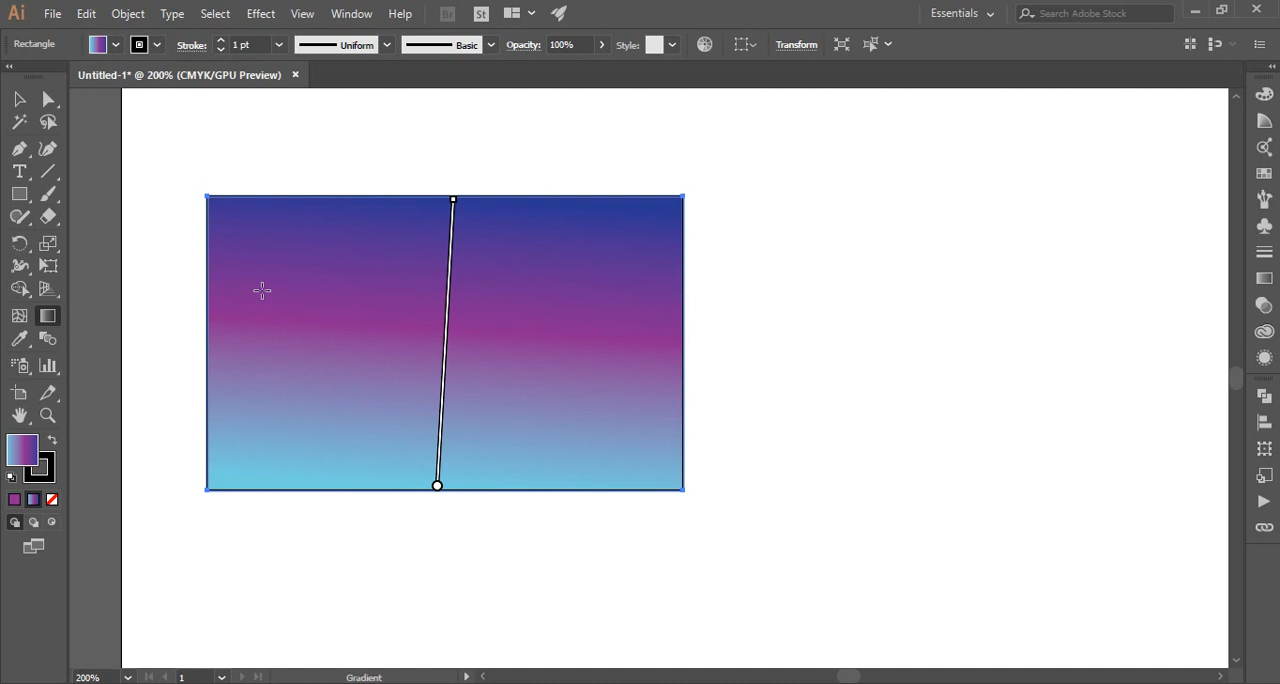 Ai File Edit Object Type Select Effect View Window Help Br St Essentials Search Adobe Stock
Rectangle Stroke: 1 pt Uniform Basic Opacity: 100% Style: Transform
Untitled-1* @ 200% (CMYK/GPU Preview) ×
T
200% 1 Gradient